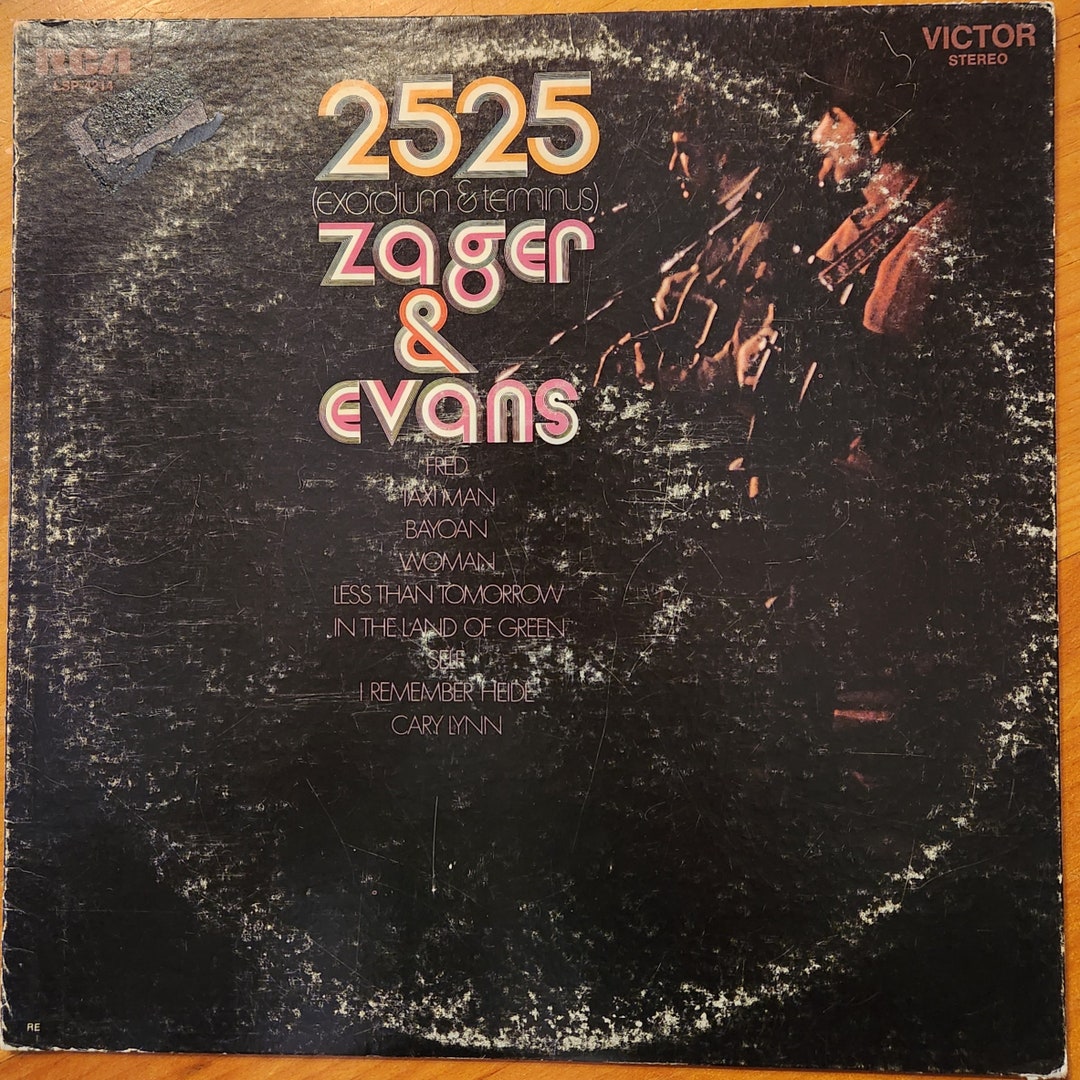 RCA
VICTOR
STEREO
2525
(exordium & terminus)
zager
&
evans
FRED
TAXI MAN
BAYOAN
WOMAN
LESS THAN TOMORROW
IN THE LAND OF GREEN
SELF
I REMEMBER HEIDE
CARY LYNN
RE